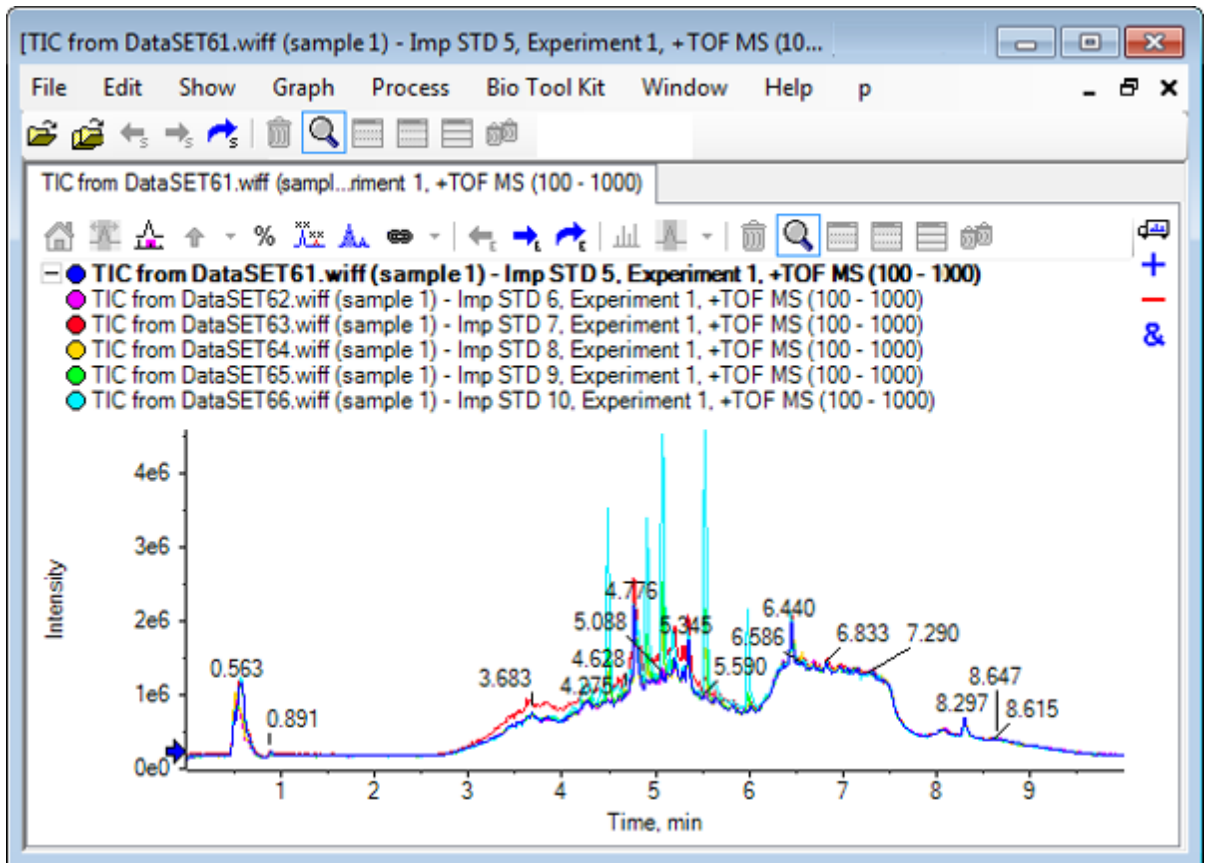 [TIC from DataSET61.wiff (sample 1) - Imp STD 5, Experiment 1, +TOF MS (10...
File Edit Show Graph Process Bio Tool Kit Window Help p
TIC from DataSET61.wiff (sampl...riment 1, +TOF MS (100 - 1000)
%
TIC from DataSET61.wiff (sample 1) - Imp STD 5, Experiment 1, +TOF MS (100 - 1000)
TIC from DataSET62.wiff (sample 1) - Imp STD 6, Experiment 1, +TOF MS (100 - 1000)
TIC from DataSET63.wiff (sample 1) - Imp STD 7, Experiment 1, +TOF MS (100 - 1000)
TIC from DataSET64.wiff (sample 1) - Imp STD 8, Experiment 1, +TOF MS (100 - 1000)
TIC from DataSET65.wiff (sample 1) - Imp STD 9, Experiment 1, +TOF MS (100 - 1000)
TIC from DataSET66.wiff (sample 1) - Imp STD 10, Experiment 1, +TOF MS (100 - 1000)
&
Intensity
4e6
3e6
2e6
1e6
0e0
0.563
0.891
3.683
4.275
4.628
5.088
4.776
5.345
5.590
6.586
6.440
6.833
7.290
8.297
8.647
8.615
1 2 3 4 5 6 7 8 9
Time, min